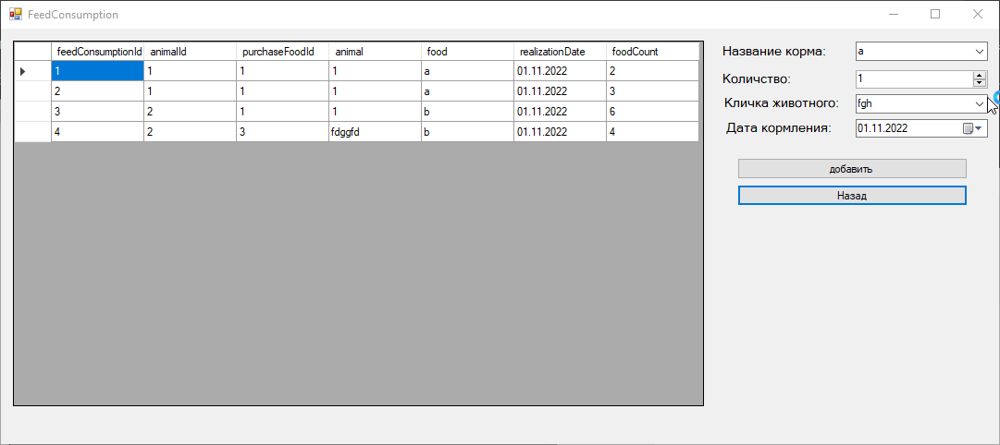 FeedConsumption
feedConsumptionId animalId purchaseFoodId animal food realizationDate foodCount
1 1 1 1 a 01.11.2022 2
2 1 1 1 a 01.11.2022 3
3 2 1 1 b 01.11.2022 6
4 2 3 fdggfd b 01.11.2022 4
Название корма: a
Количство: 1
Кличка животного: fgh
Дата кормления: 01.11.2022
добавить
Назад